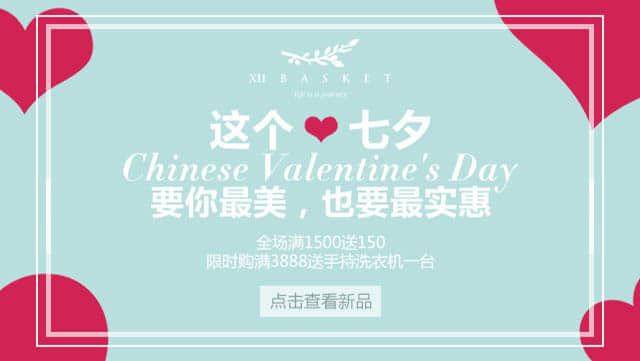 XII BASKET
life is a journey
这个 七夕
Chinese Valentine's Day
要你最美，也要最实惠
全场满1500送150
限时购满3888送手持洗衣机一台
点击查看新品